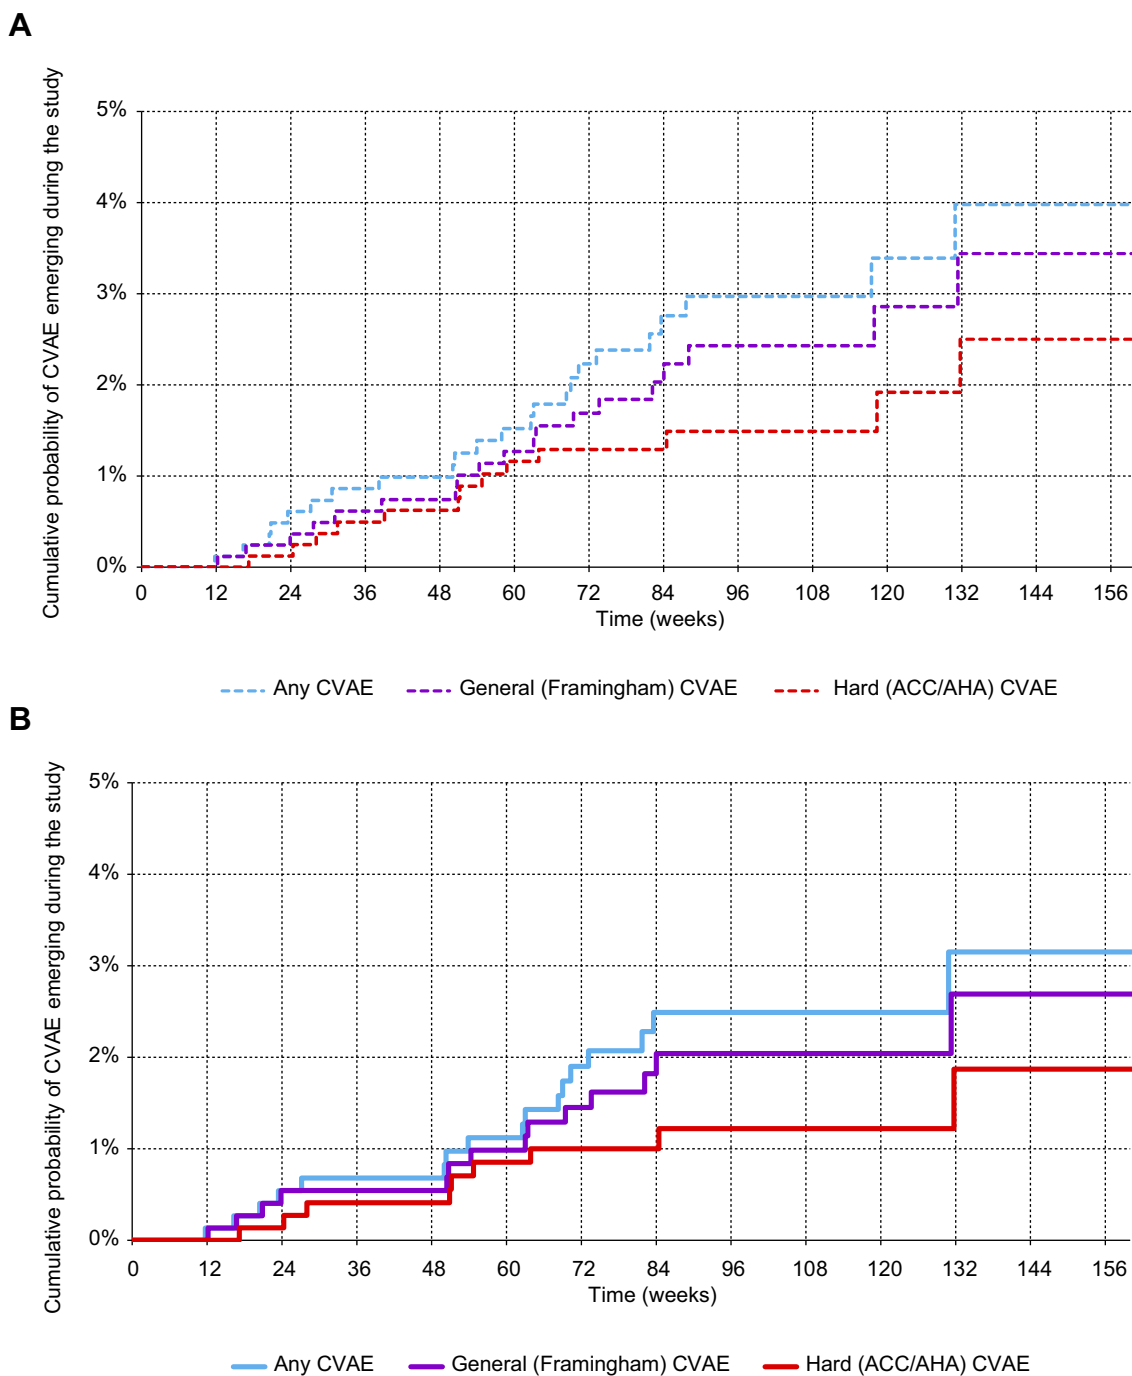 A
Cumulative probability of CVAE emerging during the study
5%
4%
3%
2%
1%
0%
0 12 24 36 48 60 72 84 96 108 120 132 144 156
Time (weeks)
Any CVAE General (Framingham) CVAE Hard (ACC/AHA) CVAE
B
Cumulative probability of CVAE emerging during the study
5%
4%
3%
2%
1%
0%
0 12 24 36 48 60 72 84 96 108 120 132 144 156
Time (weeks)
Any CVAE General (Framingham) CVAE Hard (ACC/AHA) CVAE